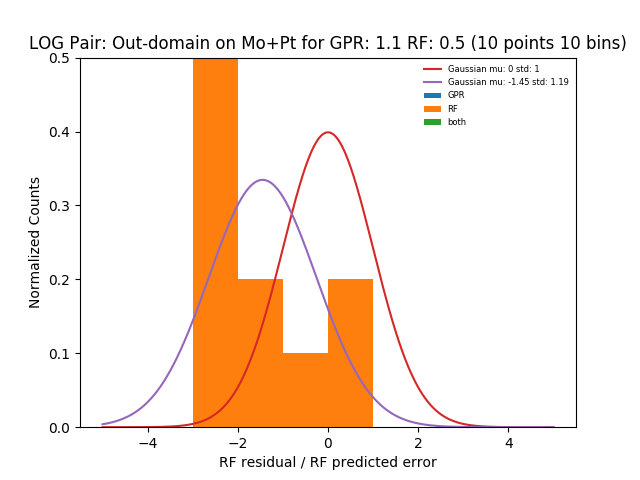 LOG Pair: Out-domain on Mo+Pt for GPR: 1.1 RF: 0.5 (10 points 10 bins)
Gaussian mu: 0 std: 1
Gaussian mu: -1.45 std: 1.19
GPR
RF
both
Normalized Counts
0.5
0.4
0.3
0.2
0.1
0.0
−4 −2 0 2 4
RF residual / RF predicted error